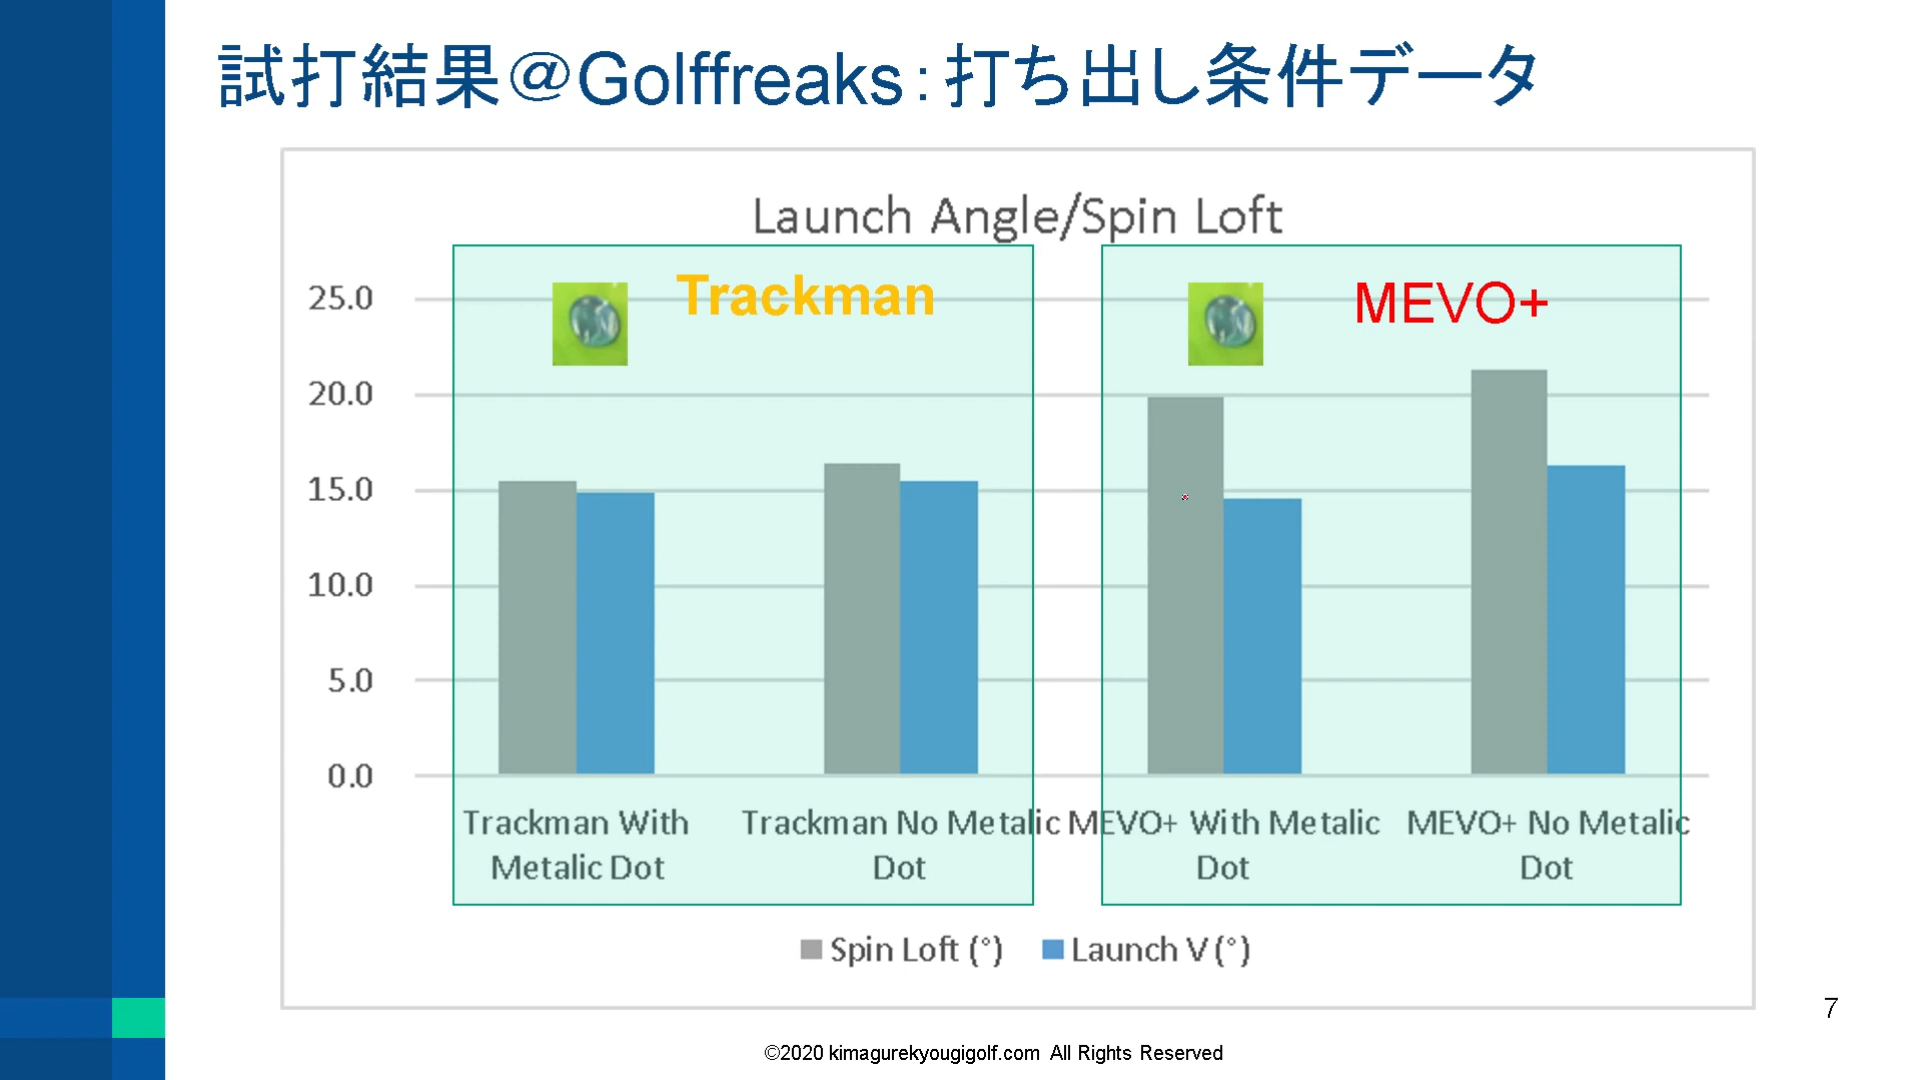 試打結果@Golffreaks：打ち出し条件データ
Launch Angle/Spin Loft
Trackman
MEVO+
25.0
20.0
15.0
10.0
5.0
0.0
Trackman With
Metalic Dot
Trackman No Metalic
Dot
MEVO+ With Metalic
Dot
MEVO+ No Metalic
Dot
Spin Loft (°)
Launch V (°)
7
©2020 kimagurekyougigolf.com All Rights Reserved